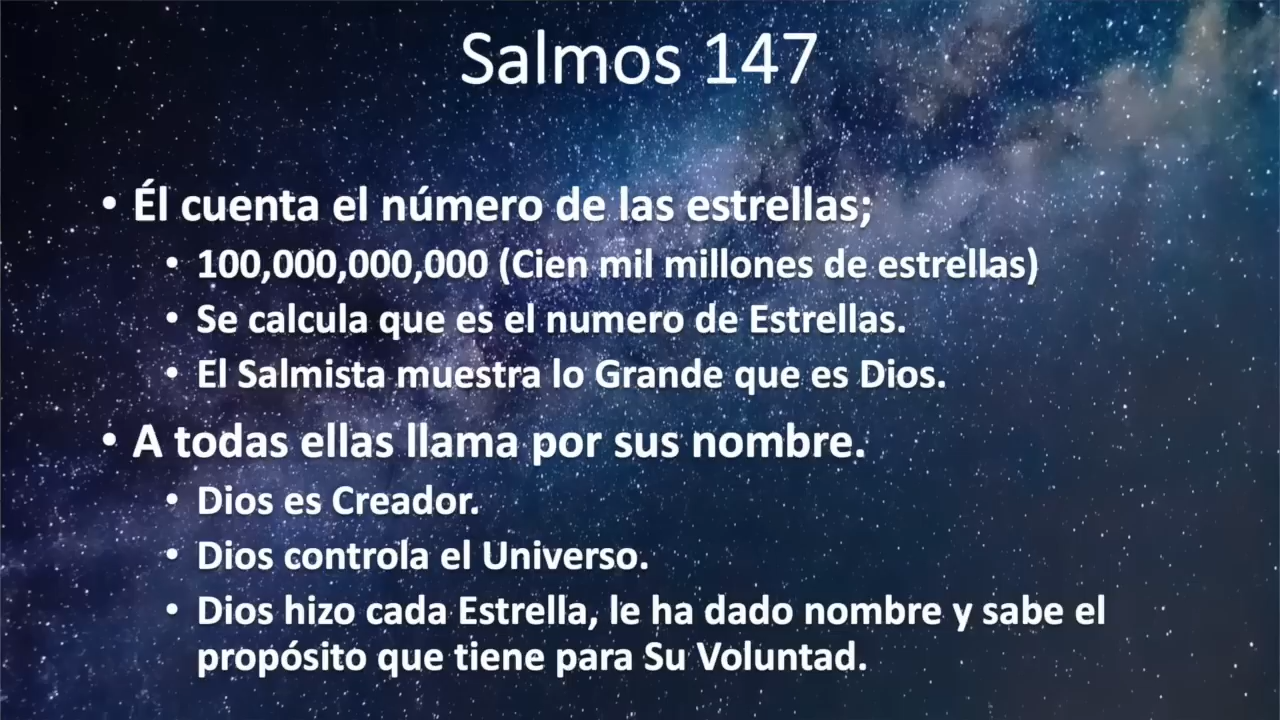 Salmos 147
• Él cuenta el número de las estrellas;
• 100,000,000,000 (Cien mil millones de estrellas)
• Se calcula que es el numero de Estrellas.
• El Salmista muestra lo Grande que es Dios.
• A todas ellas llama por sus nombre.
• Dios es Creador.
• Dios controla el Universo.
• Dios hizo cada Estrella, le ha dado nombre y sabe el
propósito que tiene para Su Voluntad.